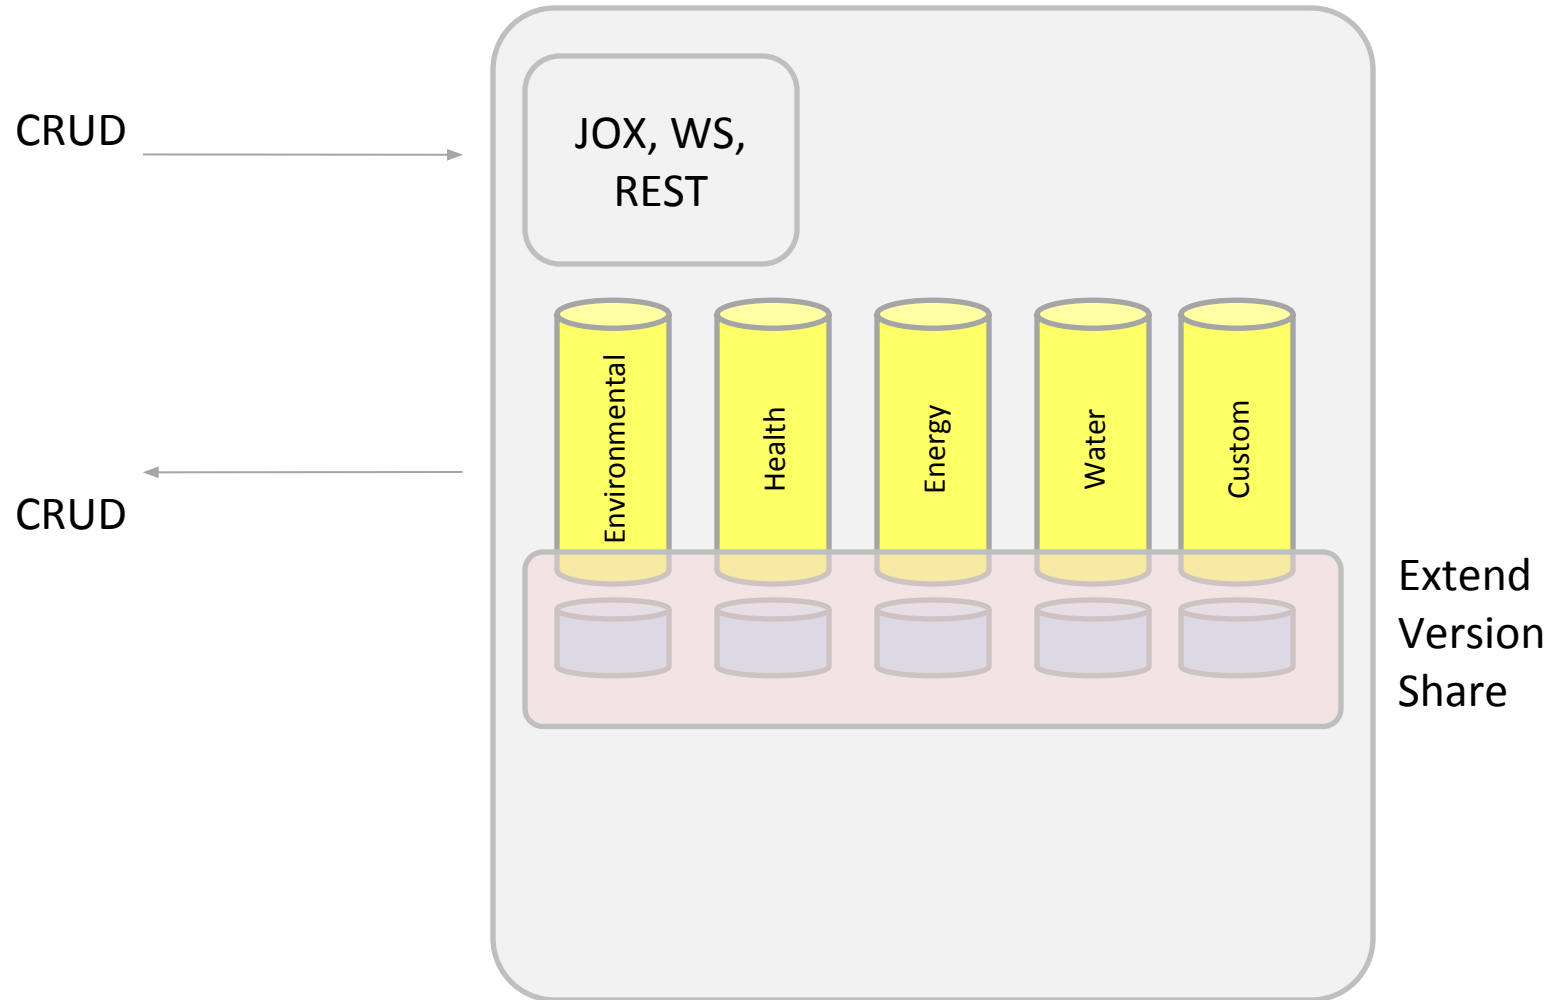 CRUD
JOX, WS,
REST
Environmental
Health
Energy
Water
Custom
CRUD
Extend
Version
Share